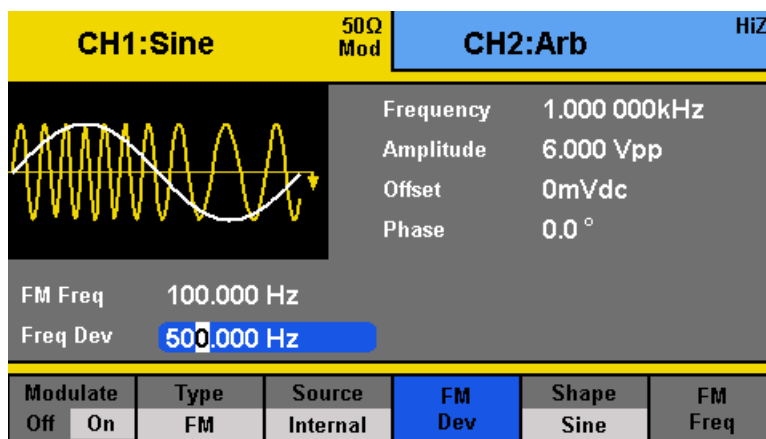 CH1:Sine
50Ω
Mod
CH2:Arb
HiZ
Frequency 1.000 000kHz
Amplitude 6.000 Vpp
Offset 0mVdc
Phase 0.0 °
FM Freq 100.000 Hz
Freq Dev 500.000 Hz
Modulate Type Source FM Shape FM
Off On FM Internal Dev Sine Freq